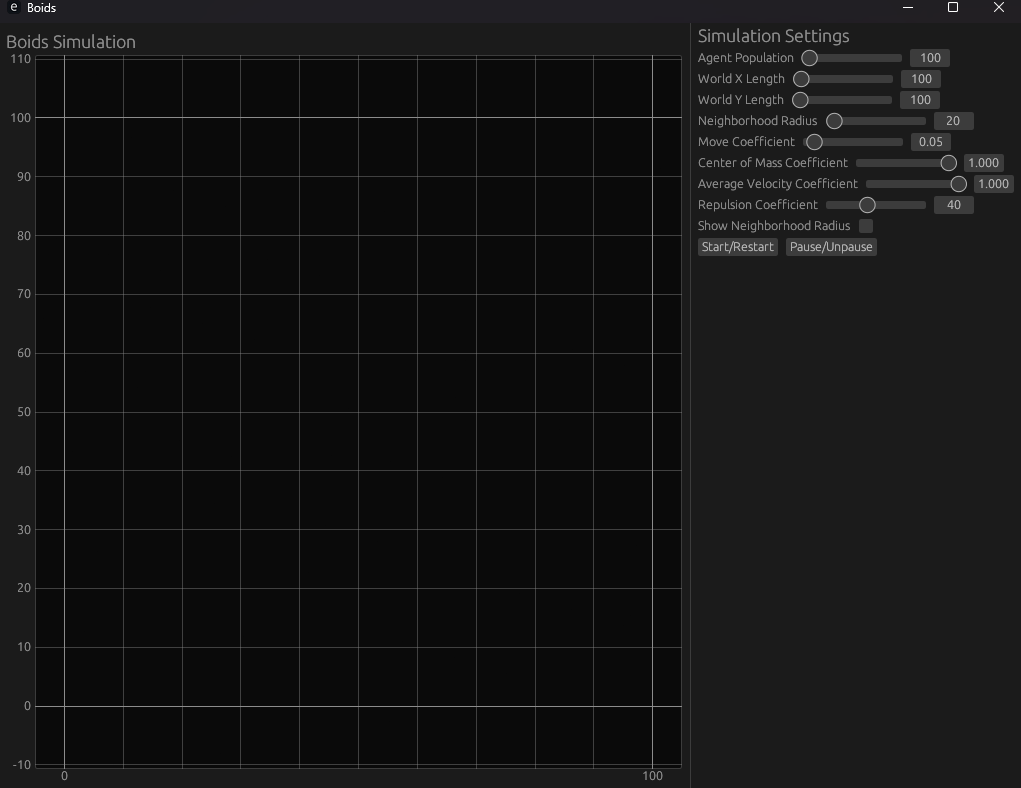 e Boids
Boids Simulation
110
100
90
80
70
60
50
40
30
20
10
0
-10
0 100
Simulation Settings
Agent Population 100
World X Length 100
World Y Length 100
Neighborhood Radius 20
Move Coefficient 0.05
Center of Mass Coefficient 1.000
Average Velocity Coefficient 1.000
Repulsion Coefficient 40
Show Neighborhood Radius
Start/Restart Pause/Unpause